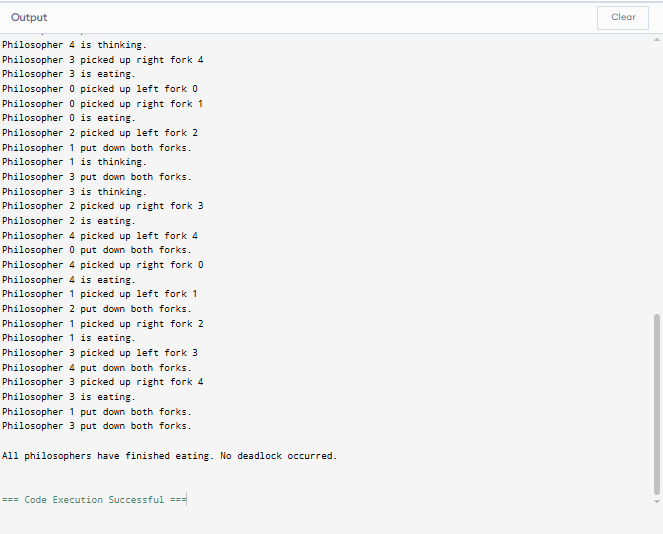 Output
Clear
Philosopher 4 is thinking.
Philosopher 3 picked up right fork 4
Philosopher 3 is eating.
Philosopher 0 picked up left fork 0
Philosopher 0 picked up right fork 1
Philosopher 0 is eating.
Philosopher 2 picked up left fork 2
Philosopher 1 put down both forks.
Philosopher 1 is thinking.
Philosopher 3 put down both forks.
Philosopher 3 is thinking.
Philosopher 2 picked up right fork 3
Philosopher 2 is eating.
Philosopher 4 picked up left fork 4
Philosopher 0 put down both forks.
Philosopher 4 picked up right fork 0
Philosopher 4 is eating.
Philosopher 1 picked up left fork 1
Philosopher 2 put down both forks.
Philosopher 1 picked up right fork 2
Philosopher 1 is eating.
Philosopher 3 picked up left fork 3
Philosopher 4 put down both forks.
Philosopher 3 picked up right fork 4
Philosopher 3 is eating.
Philosopher 1 put down both forks.
Philosopher 3 put down both forks.
All philosophers have finished eating. No deadlock occurred.
=== Code Execution Successful ===